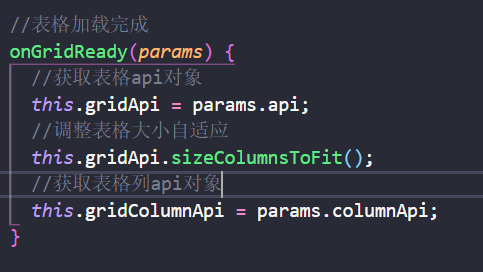 //表格加载完成
onGridReady(params) {
//获取表格api对象
this.gridApi = params.api;
//调整表格大小自适应
this.gridApi.sizeColumnsToFit();
//获取表格列api对象
this.gridColumnApi = params.columnApi;
}